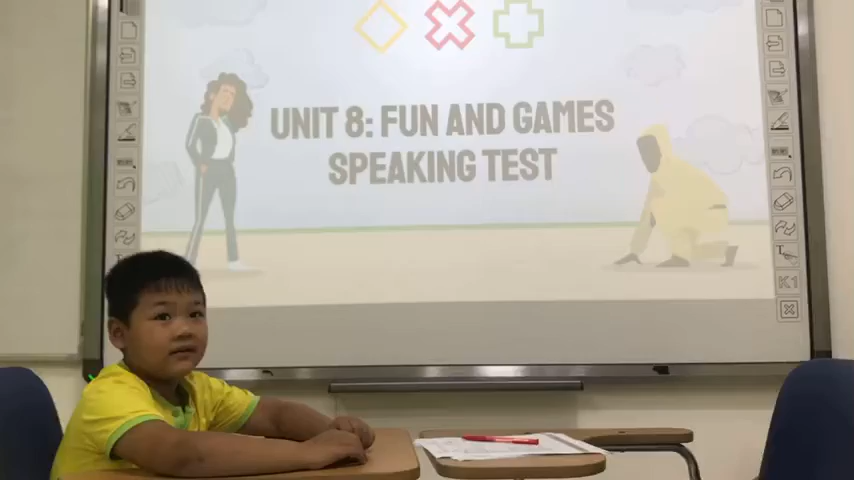 UNIT 8: FUN AND GAMES
SPEAKING TEST
K1